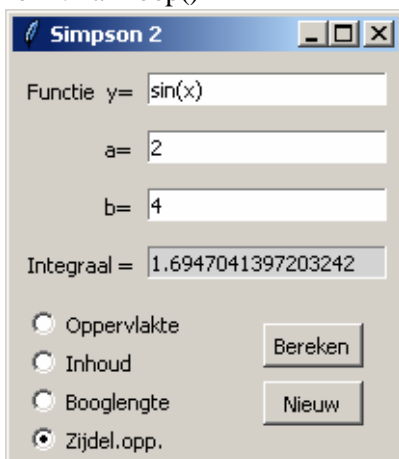 Simpson 2
Functie y= sin(x)
a= 2
b= 4
Integraal = 1.6947041397203242
Oppervlakte
Inhoud
Bereken
Booglengte
Nieuw
Zijdel.opp.